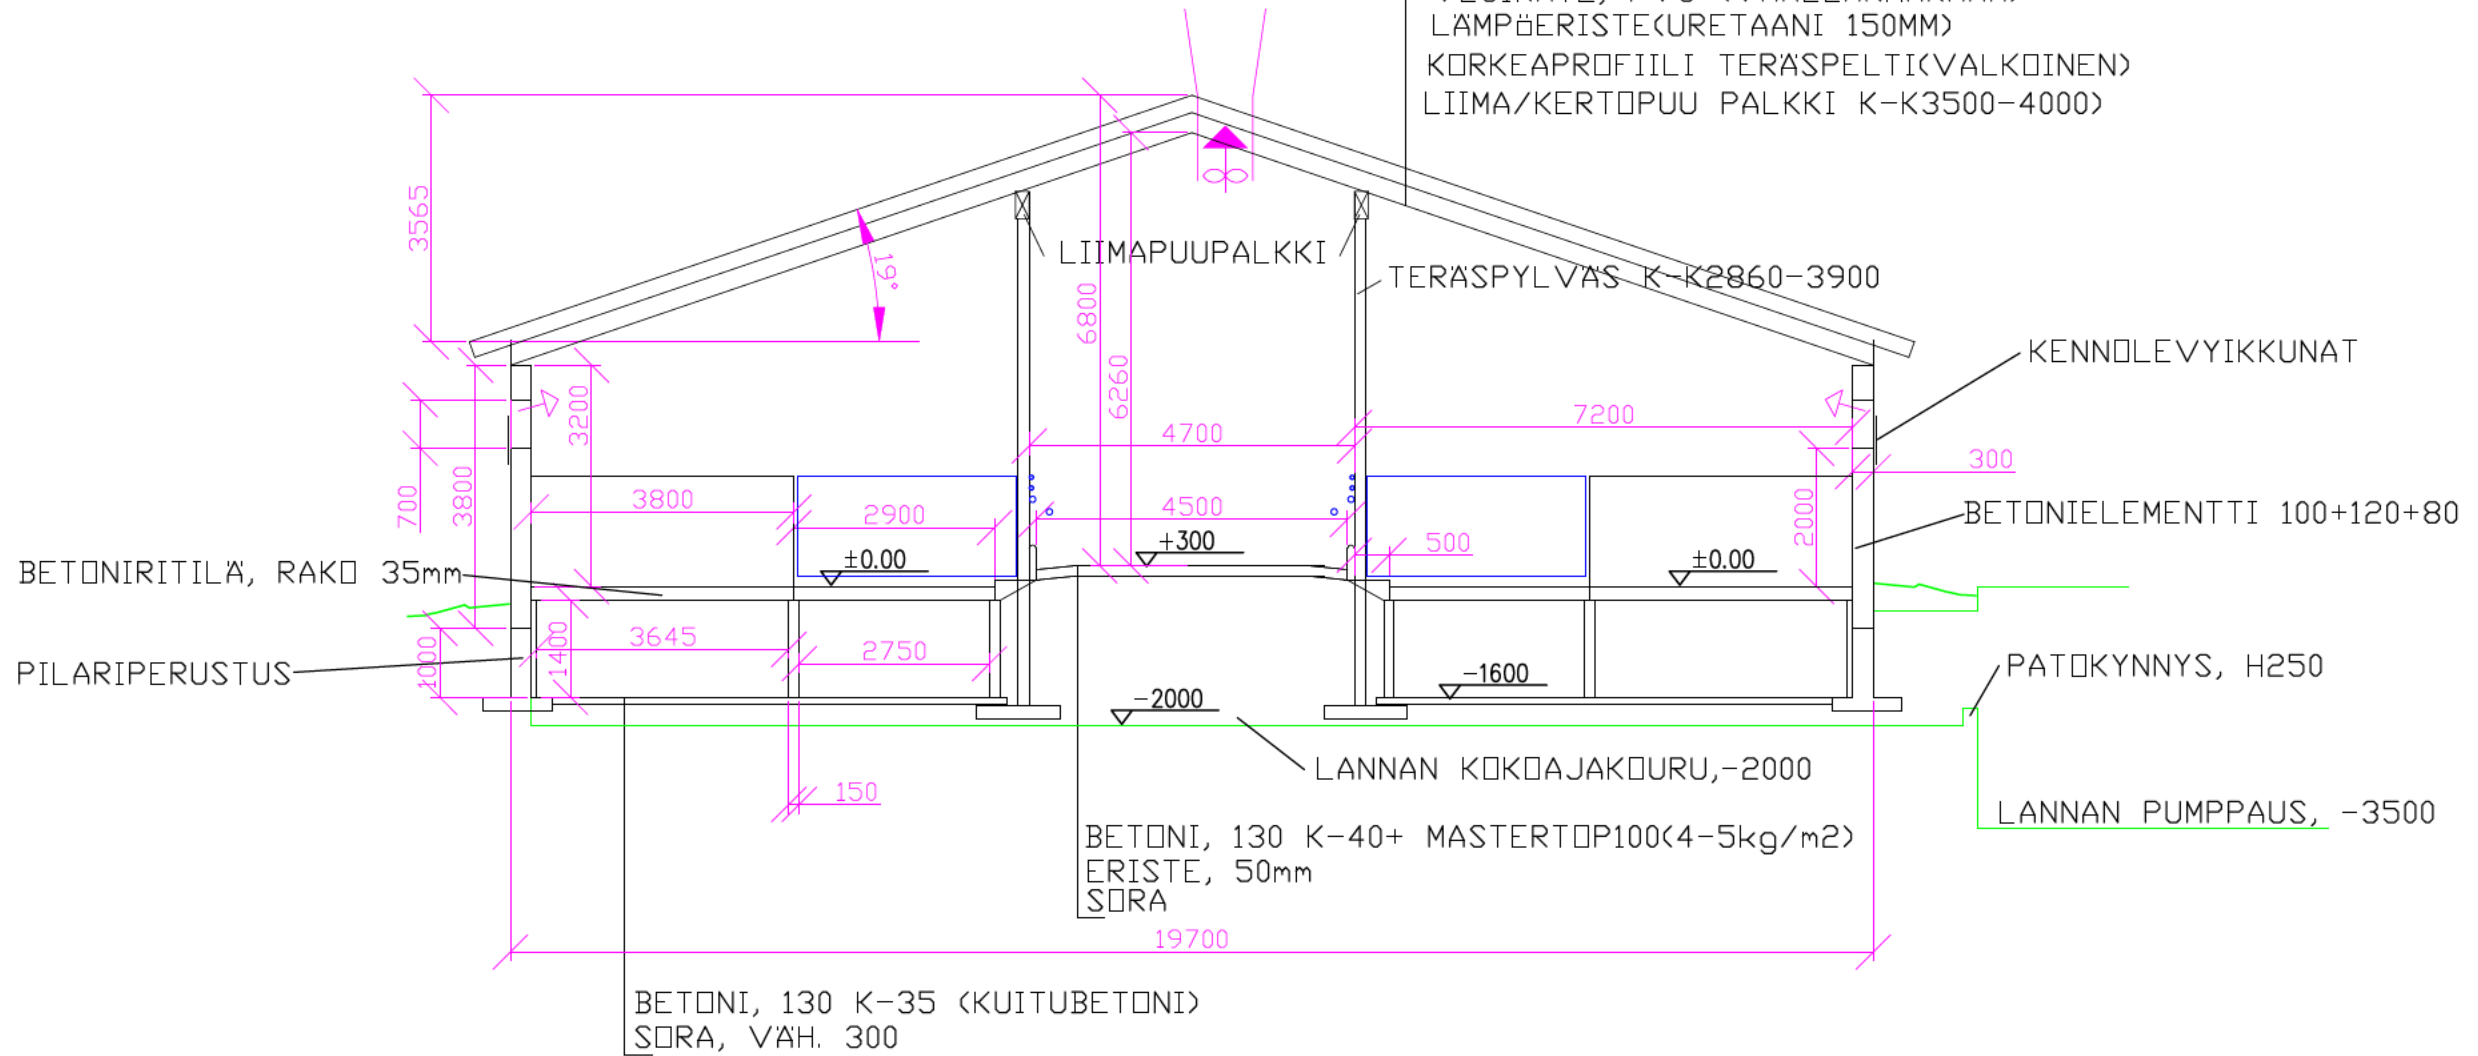 LÄMPöERISTE(URETAANI 150MM)
KORKEAPROFIILI TERÄSPELTI(VALKOINEN)
LIIMA/KERTOPUU PALKKI K-K3500-4000)
3565
19°
LIIMAPUUPALKKI
TERÄSPYLVÄS K-K2860-3900
6800
6260
KENNOLEVYIKKUNAT
3200
7200
4700
300
700
3800
3800
2900
4500
500
2000
BETONIELEMENTTI 100+120+80
±0.00
+300
±0.00
BETONIRITILÄ, RAKO 35mm
1000
1400
3645
2750
PILARIPERUSTUS
-1600
-2000
PATOKYNNYS, H250
LANNAN KOKOAJAKOURU,-2000
150
LANNAN PUMPPAUS, -3500
BETONI, 130 K-40+ MASTERTOP100(4-5kg/m2)
ERISTE, 50mm
SORA
19700
BETONI, 130 K-35 (KUITUBETONI)
SORA, VÄH. 300